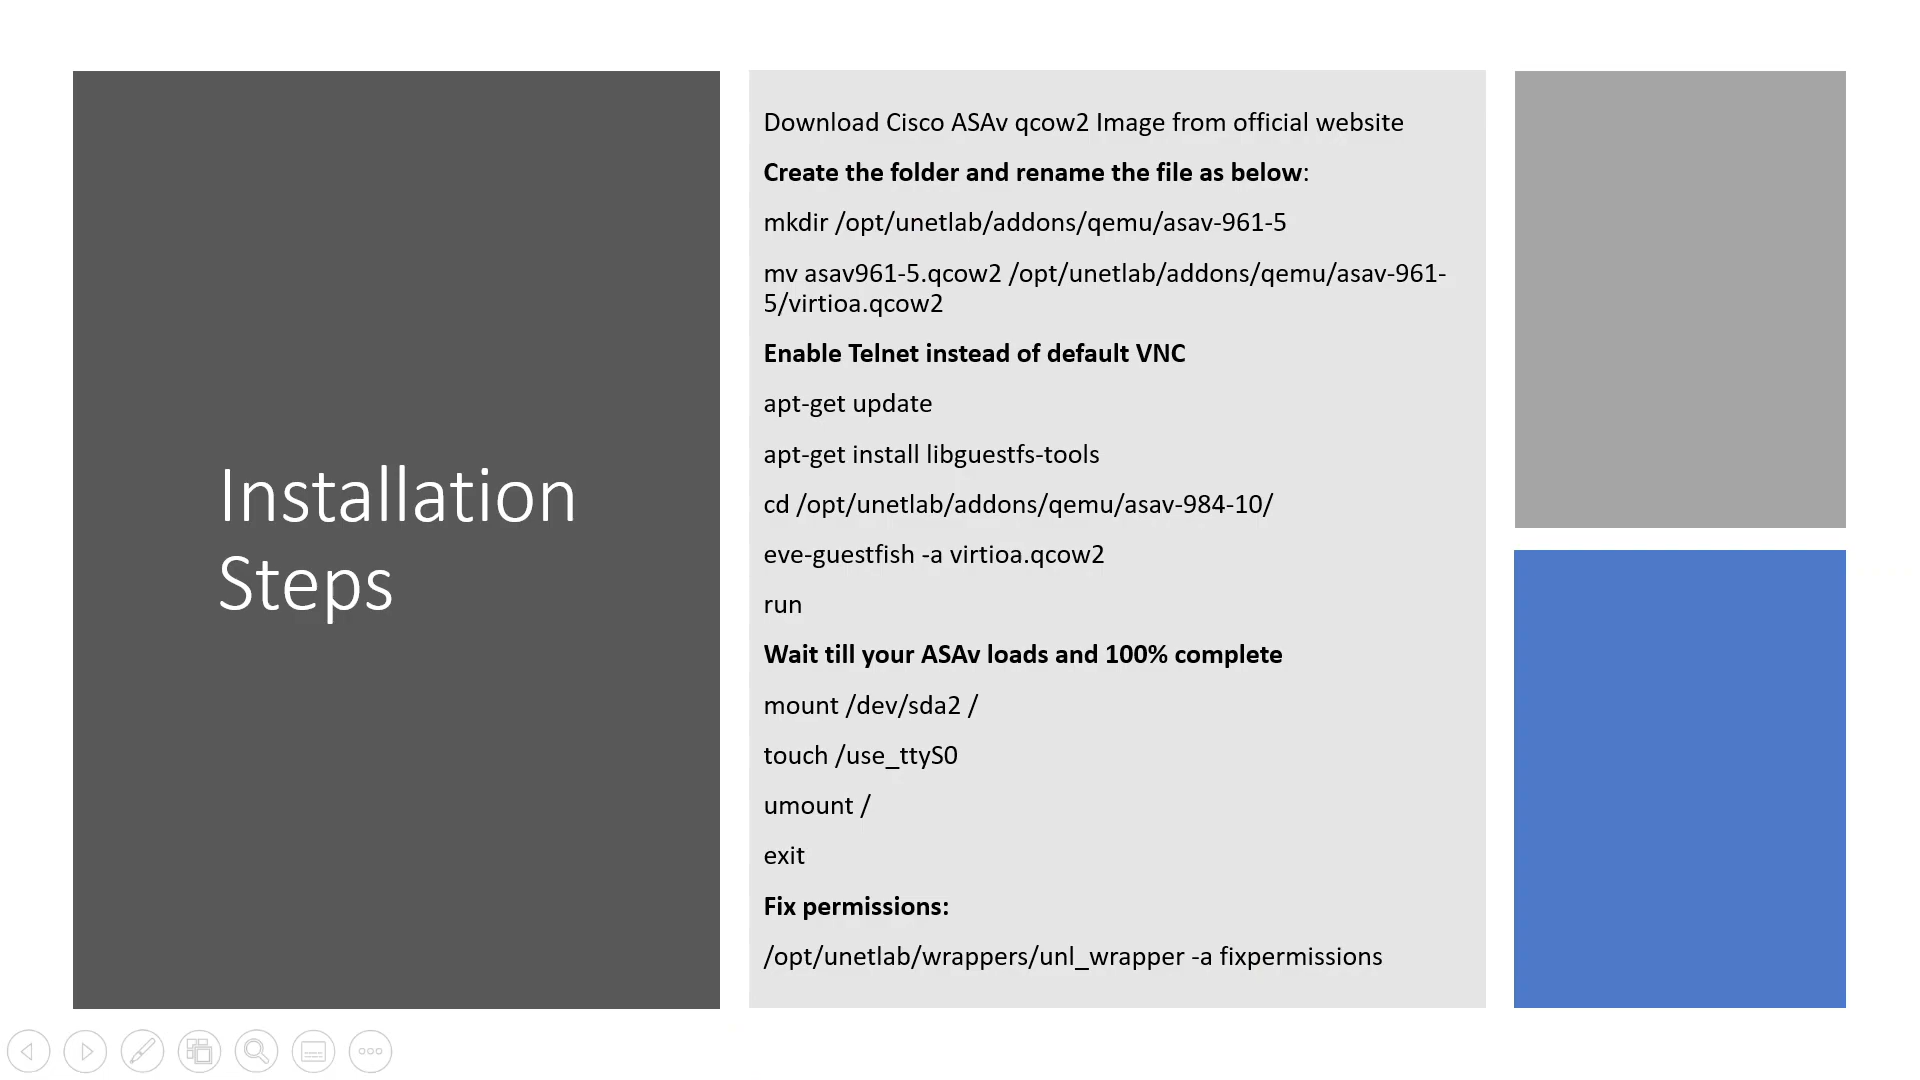 Installation
Steps
Download Cisco ASAv qcow2 Image from official website
Create the folder and rename the file as below:
mkdir /opt/unetlab/addons/qemu/asav-961-5
mv asav961-5.qcow2 /opt/unetlab/addons/qemu/asav-961-
5/virtioa.qcow2
Enable Telnet instead of default VNC
apt-get update
apt-get install libguestfs-tools
cd /opt/unetlab/addons/qemu/asav-984-10/
eve-guestfish -a virtioa.qcow2
run
Wait till your ASAv loads and 100% complete
mount /dev/sda2 /
touch /use_ttyS0
umount /
exit
Fix permissions:
/opt/unetlab/wrappers/unl_wrapper -a fixpermissions